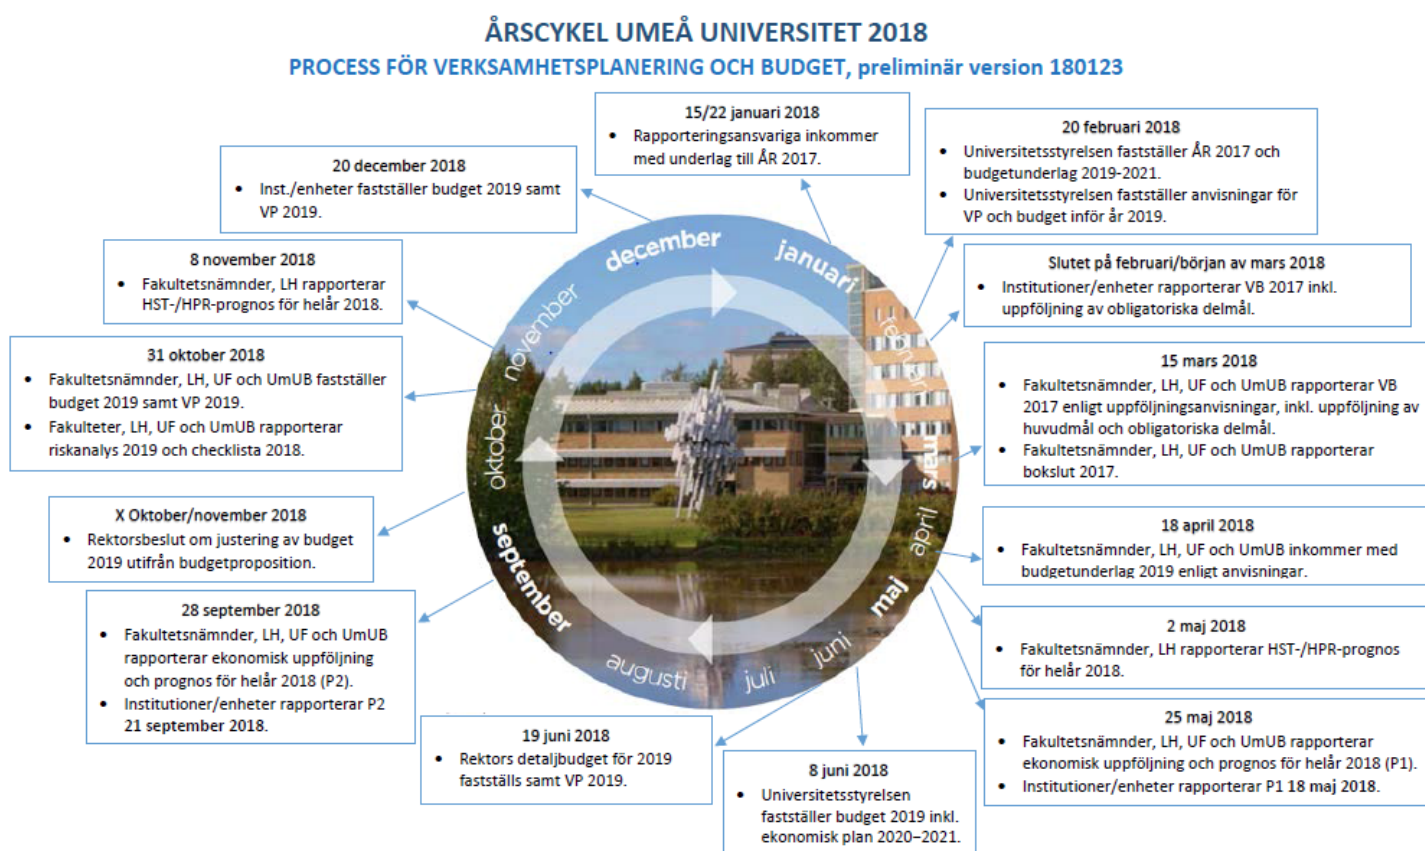 ÅRSCYKEL UMEÅ UNIVERSITET 2018
PROCESS FÖR VERKSAMHETSPLANERING OCH BUDGET, preliminär version 180123
15/22 januari 2018
• Rapporteringsansvariga inkommer
med underlag till ÅR 2017.
20 februari 2018
• Universitetsstyrelsen fastställer ÅR 2017 och
budgetunderlag 2019-2021.
• Universitetsstyrelsen fastställer anvisningar för
VP och budget inför år 2019.
Slutet på februari/början av mars 2018
• Institutioner/enheter rapporterar VB 2017 inkl.
uppföljning av obligatoriska delmål.
15 mars 2018
• Fakultetsnämnder, LH, UF och UmUB rapporterar VB
2017 enligt uppföljningsanvisningar, inkl. uppföljning av
huvudmål och obligatoriska delmål.
• Fakultetsnämnder, LH, UF och UmUB rapporterar
bokslut 2017.
18 april 2018
• Fakultetsnämnder, LH, UF och UmUB inkommer med
budgetunderlag 2019 enligt anvisningar.
2 maj 2018
• Fakultetsnämnder, LH rapporterar HST-/HPR-prognos
för helår 2018.
25 maj 2018
• Fakultetsnämnder, LH, UF och UmUB rapporterar
ekonomisk uppföljning och prognos för helår 2018 (P1).
• Institutioner/enheter rapporterar P1 18 maj 2018.
8 juni 2018
• Universitetsstyrelsen
fastställer budget 2019 inkl.
ekonomisk plan 2020–2021.
19 juni 2018
• Rektors detaljbudget för 2019
fastställs samt VP 2019.
28 september 2018
• Fakultetsnämnder, LH, UF och UmUB
rapporterar ekonomisk uppföljning
och prognos för helår 2018 (P2).
• Institutioner/enheter rapporterar P2
21 september 2018.
X Oktober/november 2018
• Rektorsbeslut om justering av budget
2019 utifrån budgetproposition.
31 oktober 2018
• Fakultetsnämnder, LH, UF och UmUB fastställer
budget 2019 samt VP 2019.
• Fakulteter, LH, UF och UmUB rapporterar
riskanalys 2019 och checklista 2018.
8 november 2018
• Fakultetsnämnder, LH rapporterar
HST-/HPR-prognos för helår 2018.
20 december 2018
• Inst./enheter fastställer budget 2019 samt
VP 2019.
januari
februari
mars
april
maj
juni
juli
augusti
september
oktober
november
december